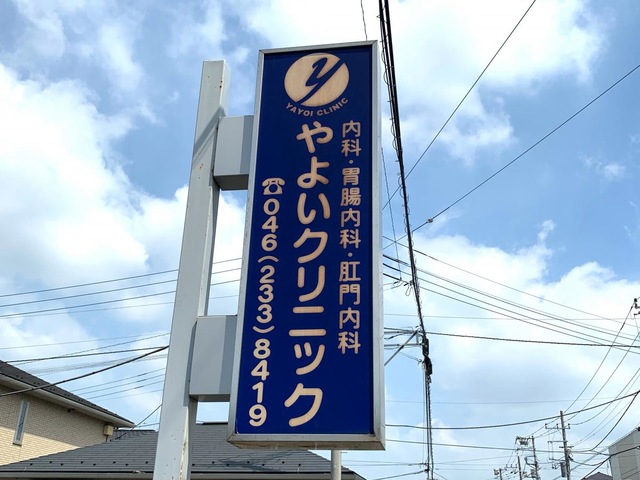 YAYOI CLINIC
内科・胃腸内科・肛門内科
やよいクリニック
☎046(233)8419